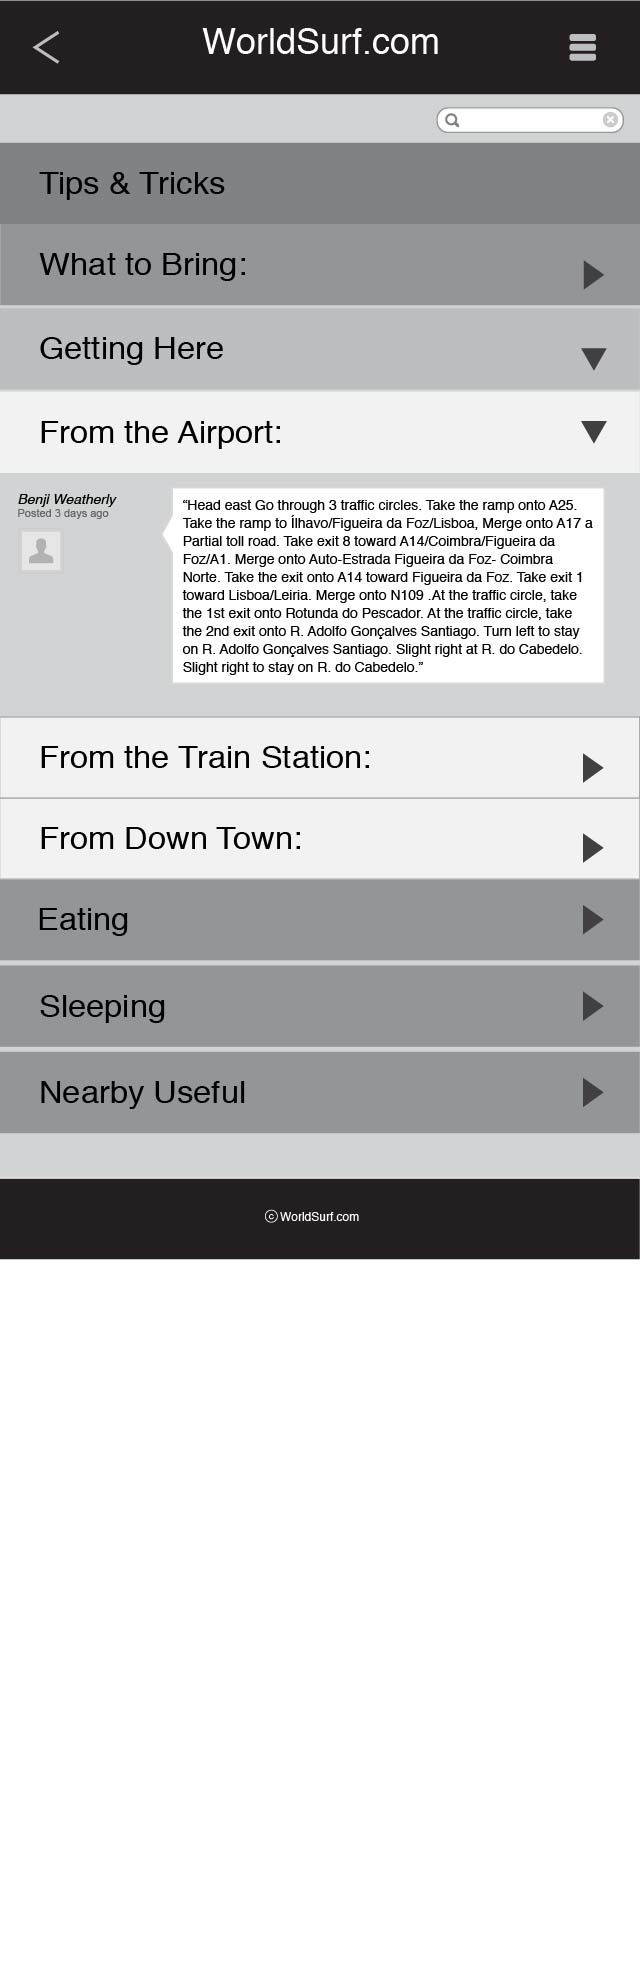 WorldSurf.com
Tips & Tricks
What to Bring:
Getting Here
From the Airport:
Benji Weatherly
Posted 3 days ago
“Head east Go through 3 traffic circles. Take the ramp onto A25.
Take the ramp to Ílhavo/Figueira da Foz/Lisboa, Merge onto A17 a
Partial toll road. Take exit 8 toward A14/Coimbra/Figueira da
Foz/A1. Merge onto Auto-Estrada Figueira da Foz- Coimbra
Norte. Take the exit onto A14 toward Figueira da Foz. Take exit 1
toward Lisboa/Leiria. Merge onto N109 .At the traffic circle, take
the 1st exit onto Rotunda do Pescador. At the traffic circle, take
the 2nd exit onto R. Adolfo Gonçalves Santiago. Turn left to stay
on R. Adolfo Gonçalves Santiago. Slight right at R. do Cabedelo.
Slight right to stay on R. do Cabedelo.”
From the Train Station:
From Down Town:
Eating
Sleeping
Nearby Useful
© WorldSurf.com